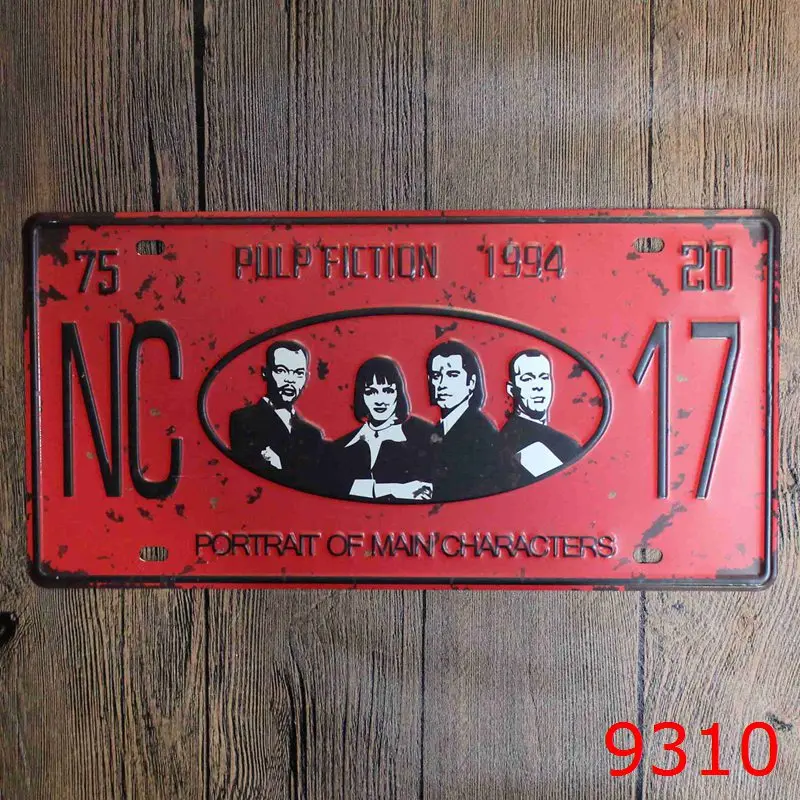 75 PULP FICTION 1994 20
NC 17
PORTRAIT OF MAIN CHARACTERS
9310